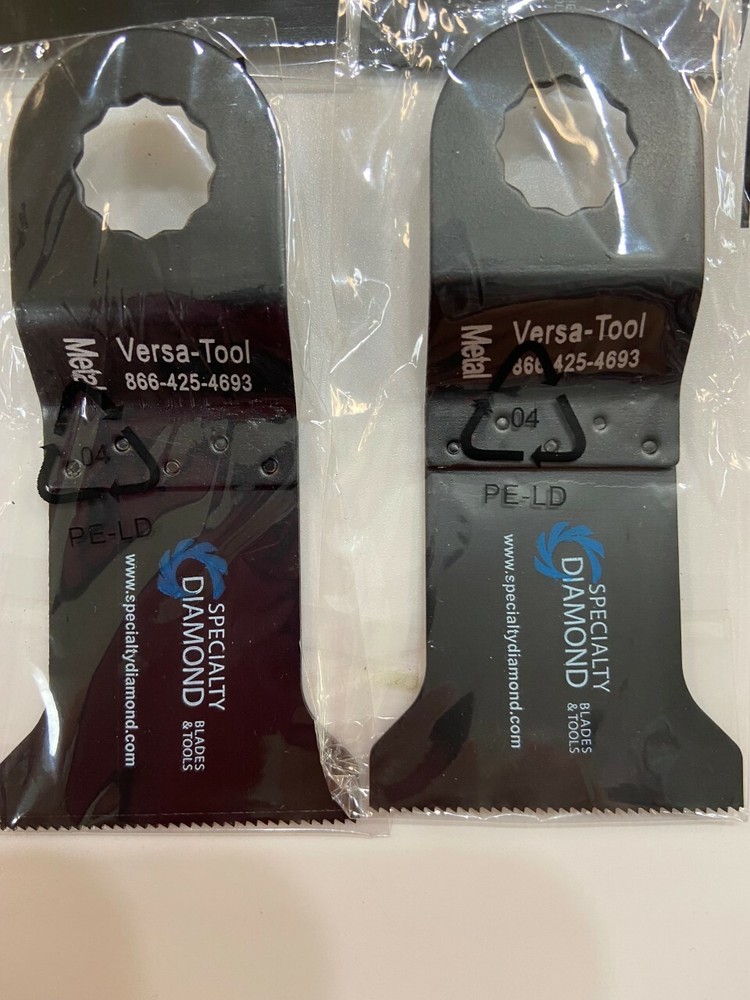 Metal
Versa-Tool
866-425-4693
04
PE-LD
SPECIALTY
DIAMOND
BLADES
& TOOLS
www.specialtydiamond.com
Metal
Versa-Tool
866-425-4693
04
PE-LD
SPECIALTY
DIAMOND
BLADES
& TOOLS
www.specialtydiamond.com